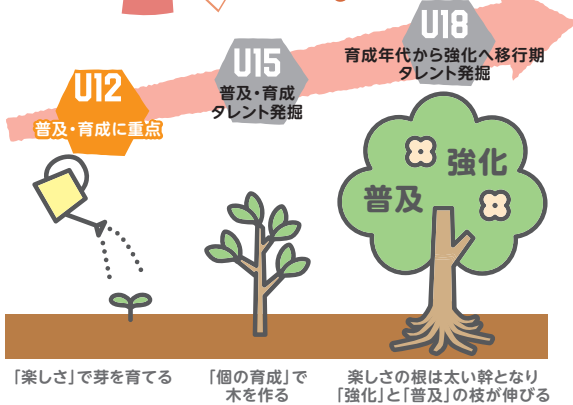 U12
普及・育成に重点
U15
普及・育成
タレント発掘
U18
育成年代から強化へ移行期
タレント発掘
強化
普及
「楽しさ」で芽を育てる
「個の育成」で
木を作る
楽しさの根は太い幹となり
「強化」と「普及」の枝が伸びる